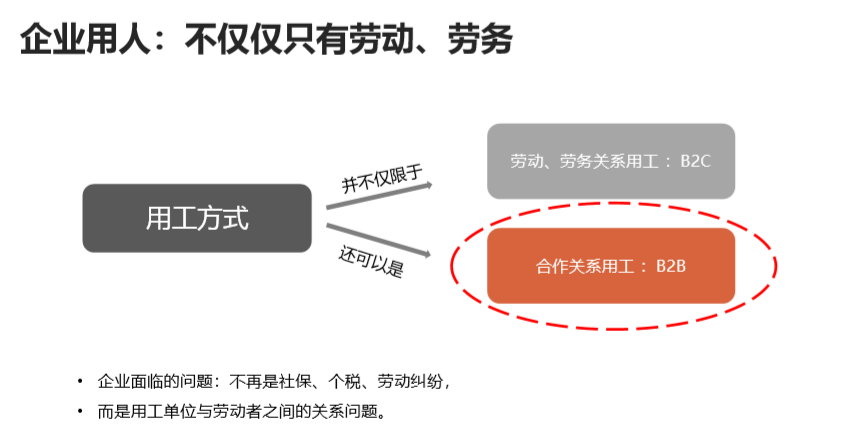 企业用人：不仅仅只有劳动、劳务
用工方式
并不仅限于
还可以是
劳动、劳务关系用工：B2C
合作关系用工：B2B
• 企业面临的问题：不再是社保、个税、劳动纠纷，
• 而是用工单位与劳动者之间的关系问题。